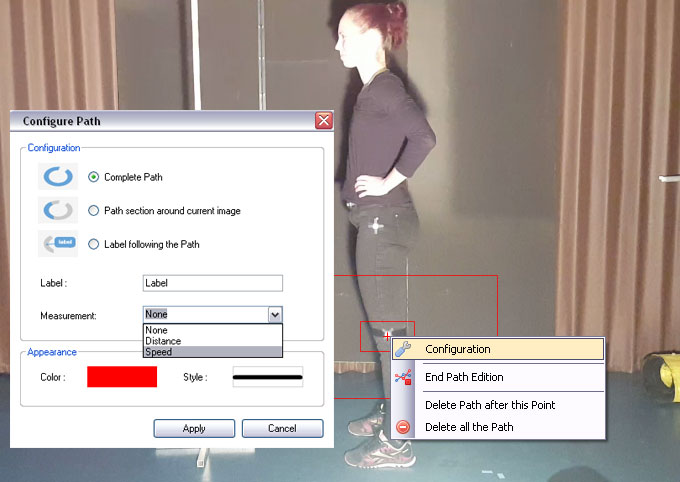 Configure Path
Configuration
Complete Path
Path section around current image
label
Label following the Path
Label :
Label
Measurement:
None
None
Distance
Speed
Appearance
Color :
Style :
Apply
Cancel
Configuration
End Path Edition
Delete Path after this Point
Delete all the Path